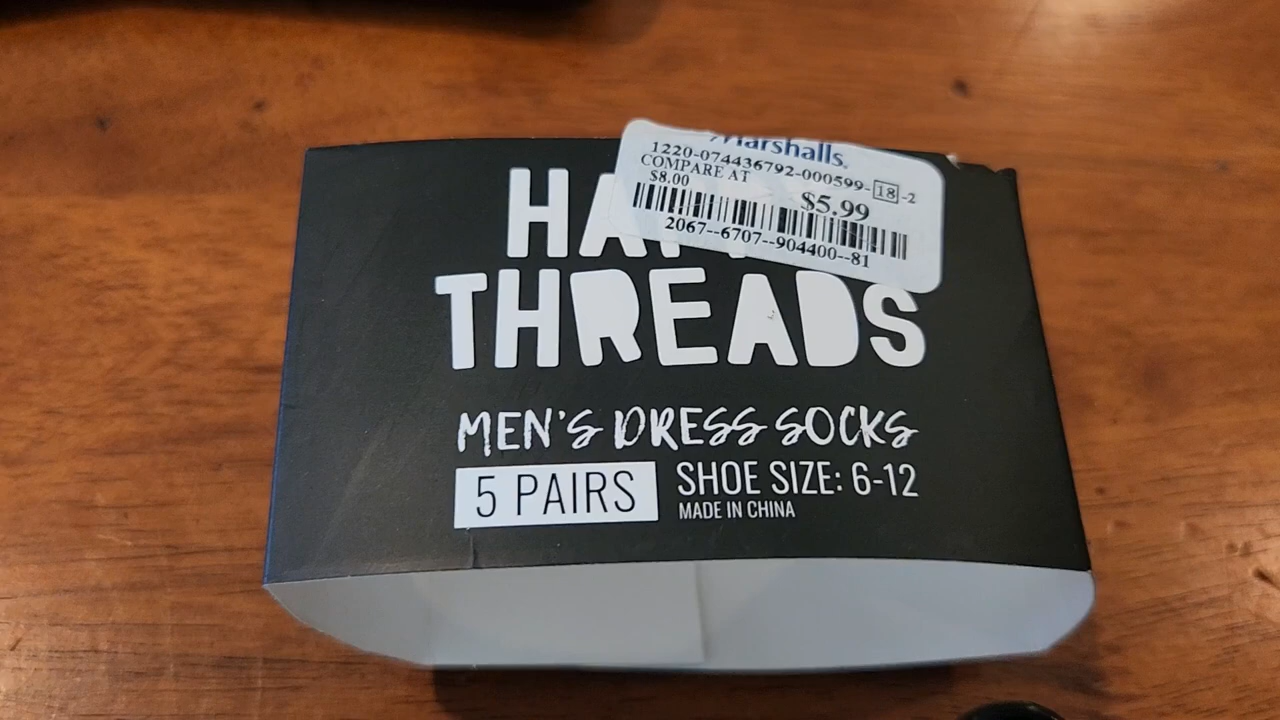 Marshalls.
1220-074436792-000599-18-2
COMPARE AT
$8.00
$5.99
2067--6707--904400--81
THREADS
MEN'S DRESS SOCKS
5 PAIRS
SHOE SIZE: 6-12
MADE IN CHINA